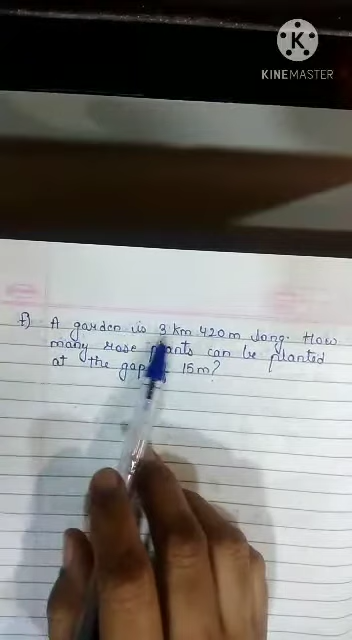 KINEMASTER
f) A garden is 3 km 420 m long. How
many rose plants can be planted
at the gap 15m?